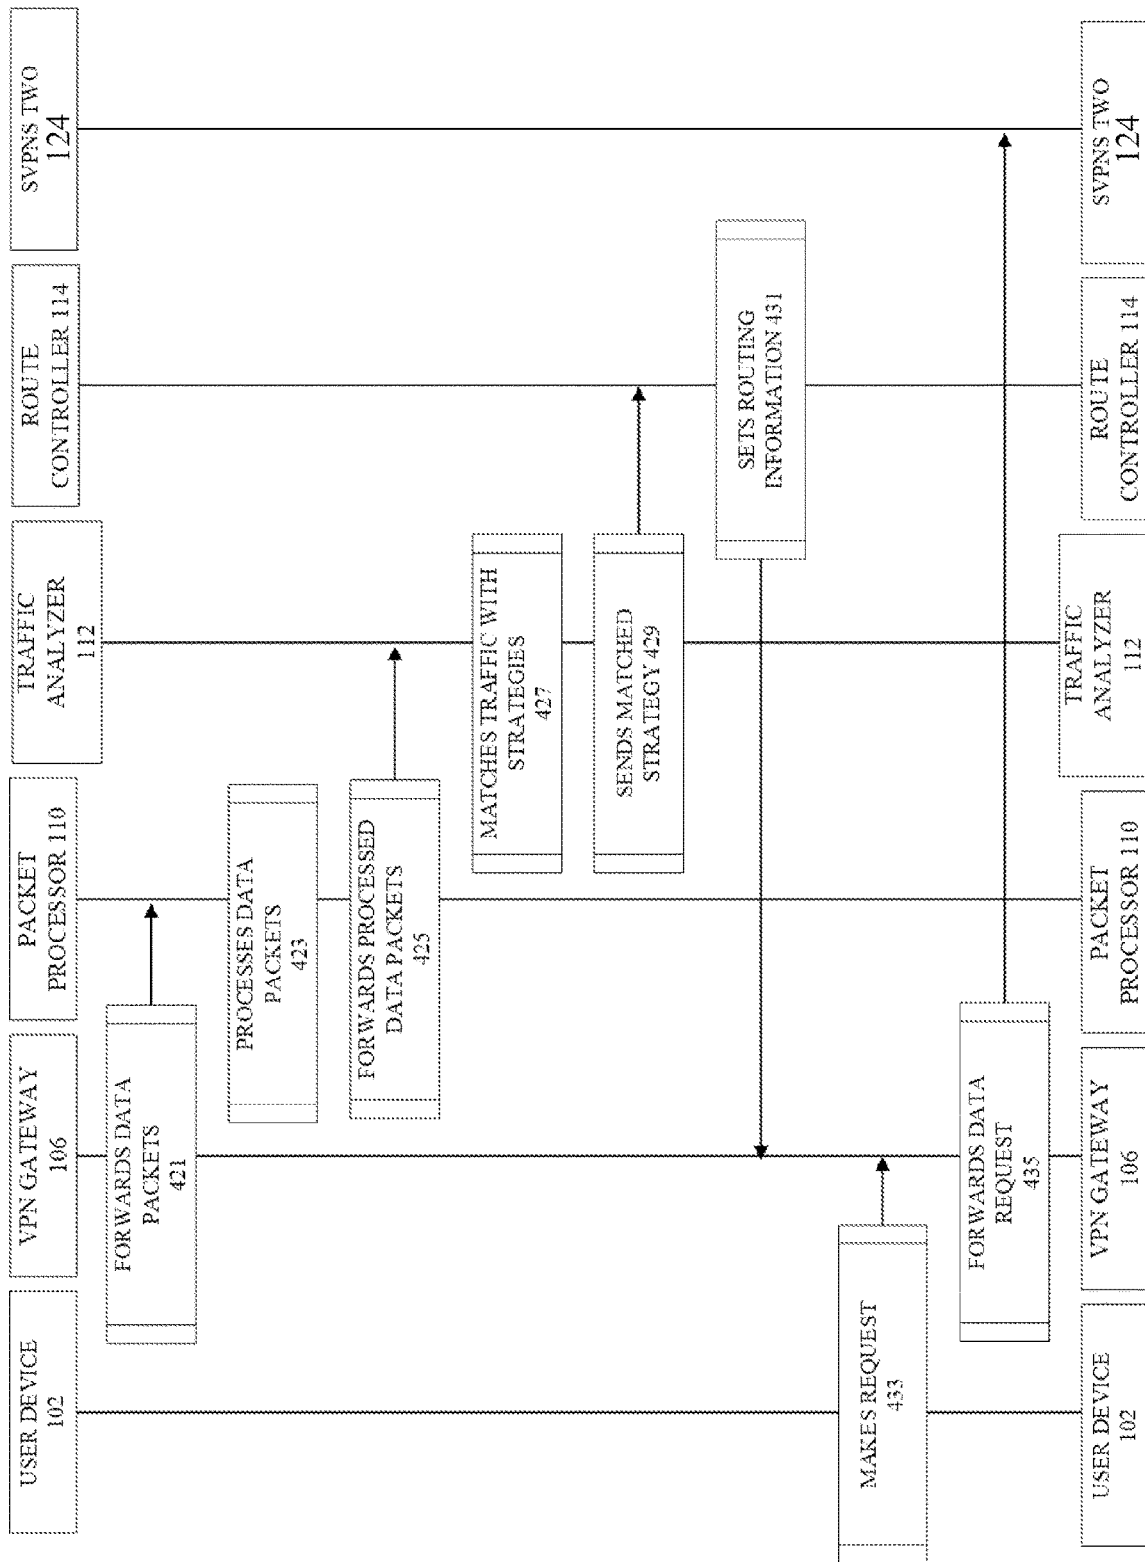 USER DEVICE
102
VPN GATEWAY
106
PACKET
PROCESSOR 110
TRAFFIC
ANALYZER
112
ROUTE
CONTROLLER 114
SVPNS TWO
124
FORWARDS DATA
PACKETS
421
PROCESSES DATA
PACKETS
423
FORWARDS PROCESSED
DATA PACKETS
425
MATCHES TRAFFIC WITH
STRATEGIES
427
SENDS MATCHED
STRATEGY 429
SETS ROUTING
INFORMATION 431
MAKES REQUEST
433
FORWARDS DATA
REQUEST
435
USER DEVICE
102
VPN GATEWAY
106
PACKET
PROCESSOR 110
TRAFFIC
ANALYZER
112
ROUTE
CONTROLLER 114
SVPNS TWO
124